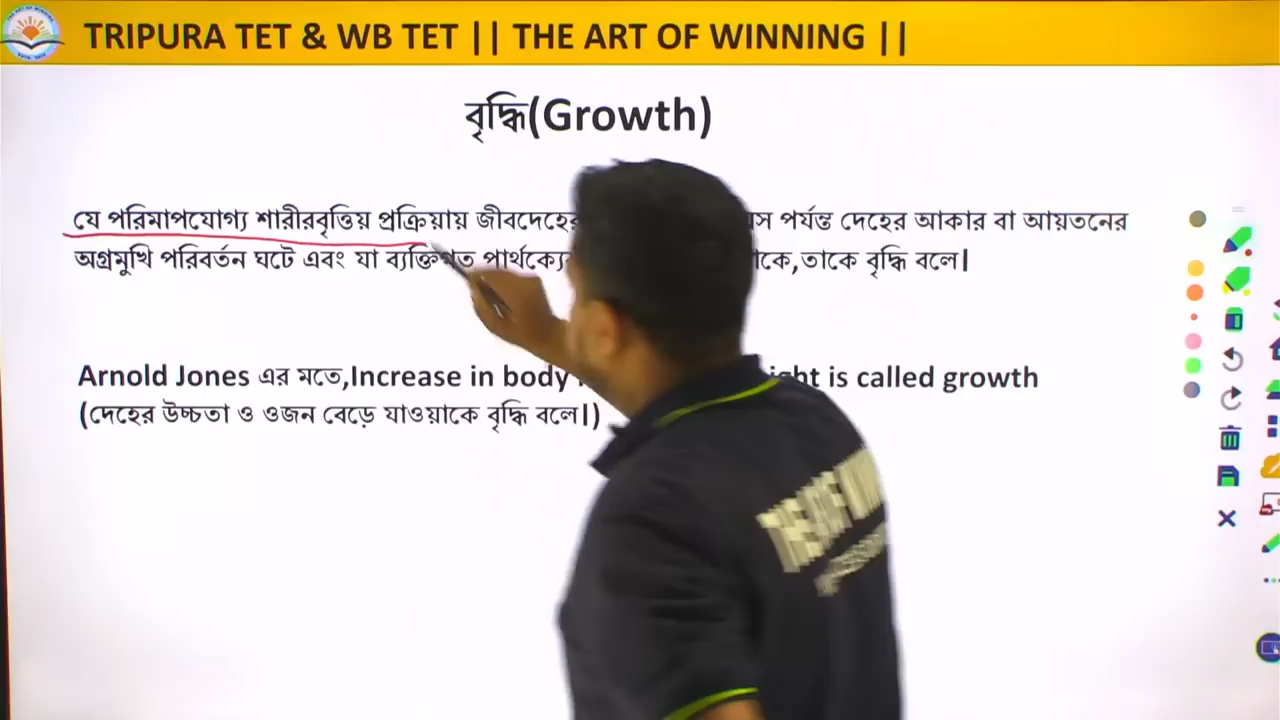 TRIPURA TET & WB TET || THE ART OF WINNING ||
বৃদ্ধি(Growth)
যে পরিমাপযোগ্য শারীরবৃত্তিয় প্রক্রিয়ায় জীবদেহের পর্যন্ত দেহের আকার বা আয়তনের
অগ্রমুখি পরিবর্তন ঘটে এবং যা ব্যক্তিগত তাকে বৃদ্ধি বলে।
Arnold Jones এর মতে,Increase in body is called growth
(দেহের উচ্চতা ও ওজন বেড়ে যাওয়াকে বৃদ্ধি বলে।)